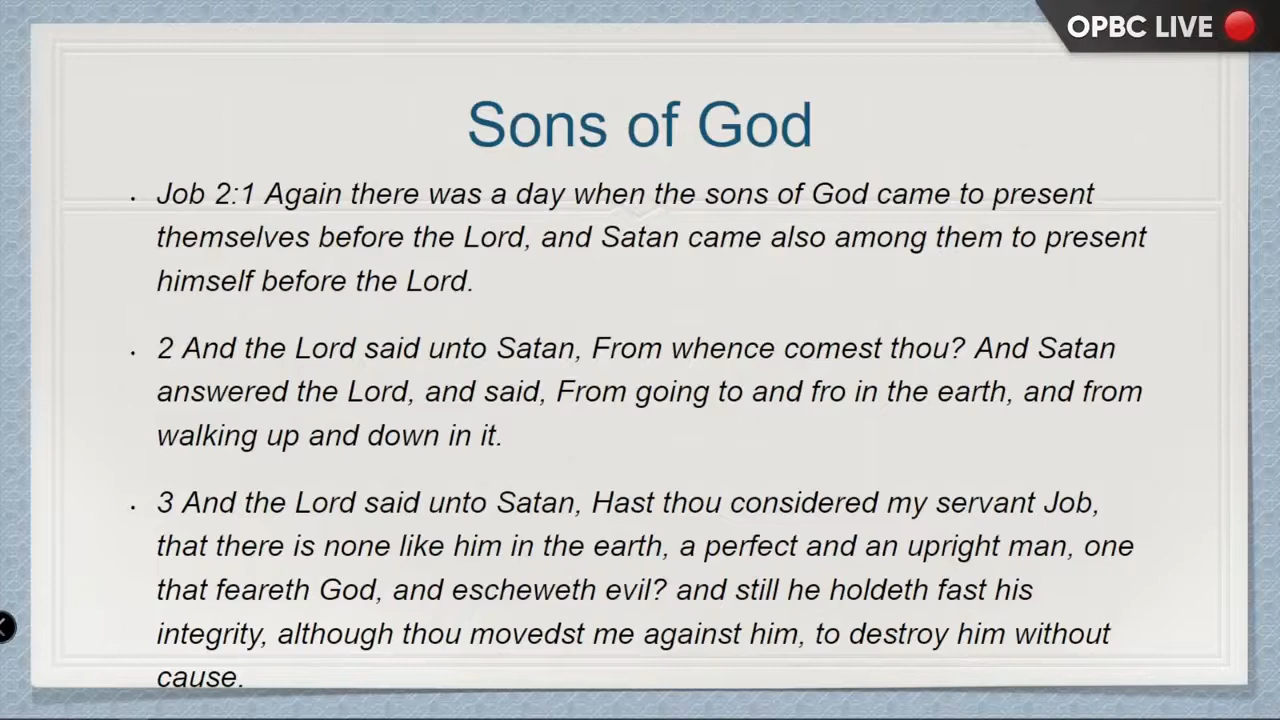 OPBC LIVE
Sons of God
• Job 2:1 Again there was a day when the sons of God came to present
themselves before the Lord, and Satan came also among them to present
himself before the Lord.
• 2 And the Lord said unto Satan, From whence comest thou? And Satan
answered the Lord, and said, From going to and fro in the earth, and from
walking up and down in it.
• 3 And the Lord said unto Satan, Hast thou considered my servant Job,
that there is none like him in the earth, a perfect and an upright man, one
that feareth God, and escheweth evil? and still he holdeth fast his
integrity, although thou movedst me against him, to destroy him without
cause.